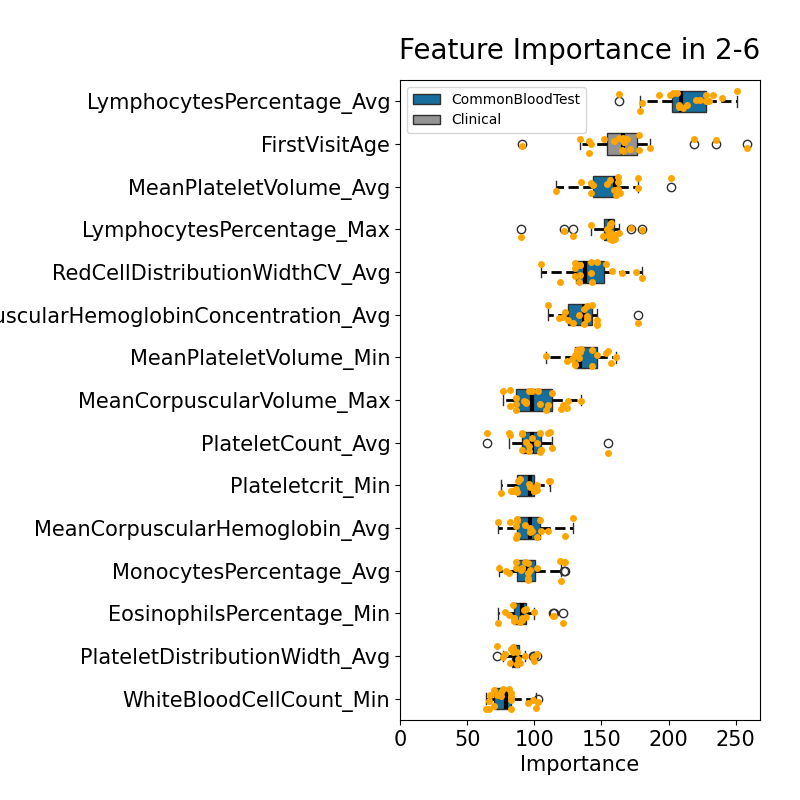 Feature Importance in 2-6
CommonBloodTest
Clinical
LymphocytesPercentage_Avg
FirstVisitAge
MeanPlateletVolume_Avg
LymphocytesPercentage_Max
RedCellDistributionWidthCV_Avg
uscularHemoglobinConcentration_Avg
MeanPlateletVolume_Min
MeanCorpuscularVolume_Max
PlateletCount_Avg
Plateletcrit_Min
MeanCorpuscularHemoglobin_Avg
MonocytesPercentage_Avg
EosinophilsPercentage_Min
PlateletDistributionWidth_Avg
WhiteBloodCellCount_Min
0 50 100 150 200 250
Importance